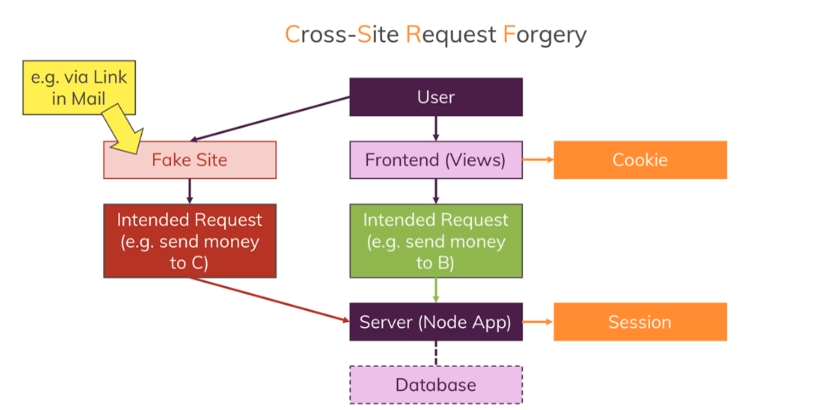 Cross-Site Request Forgery
e.g. via Link
in Mail
User
Fake Site
Frontend (Views)
Cookie
Intended Request
(e.g. send money
to C)
Intended Request
(e.g. send money
to B)
Server (Node App)
Session
Database